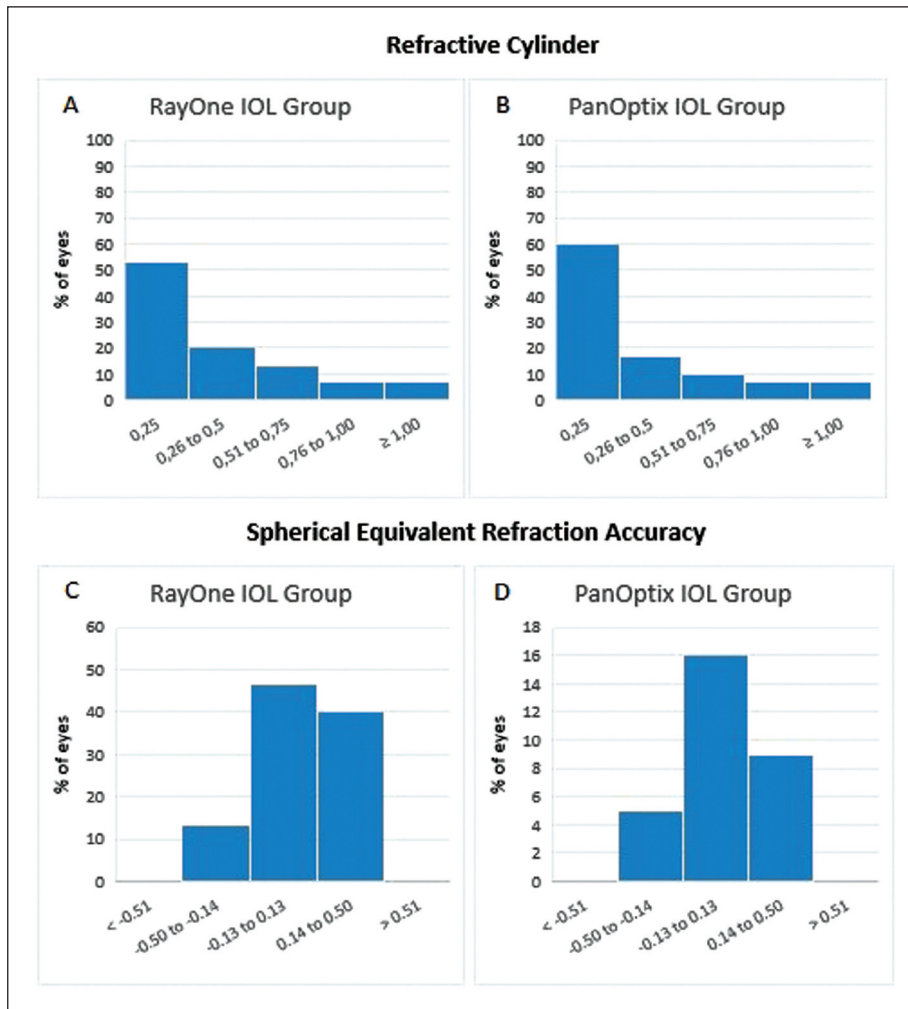 Refractive Cylinder
A
RayOne IOL Group
% of eyes
100
90
80
70
60
50
40
30
20
10
0
0,25
0,26 to 0,5
0,51 to 0,75
0,76 to 1,00
≥ 1,00
B
PanOptix IOL Group
% of eyes
100
90
80
70
60
50
40
30
20
10
0
0,25
0,26 to 0,5
0,51 to 0,75
0,76 to 1,00
≥ 1,00
Spherical Equivalent Refraction Accuracy
C
RayOne IOL Group
% of eyes
60
50
40
30
20
10
0
< -0.51
-0.50 to -0.14
-0.13 to 0.13
0.14 to 0.50
> 0.51
D
PanOptix IOL Group
% of eyes
18
16
14
12
10
8
6
4
2
0
< -0.51
-0.50 to -0.14
-0.13 to 0.13
0.14 to 0.50
> 0.51